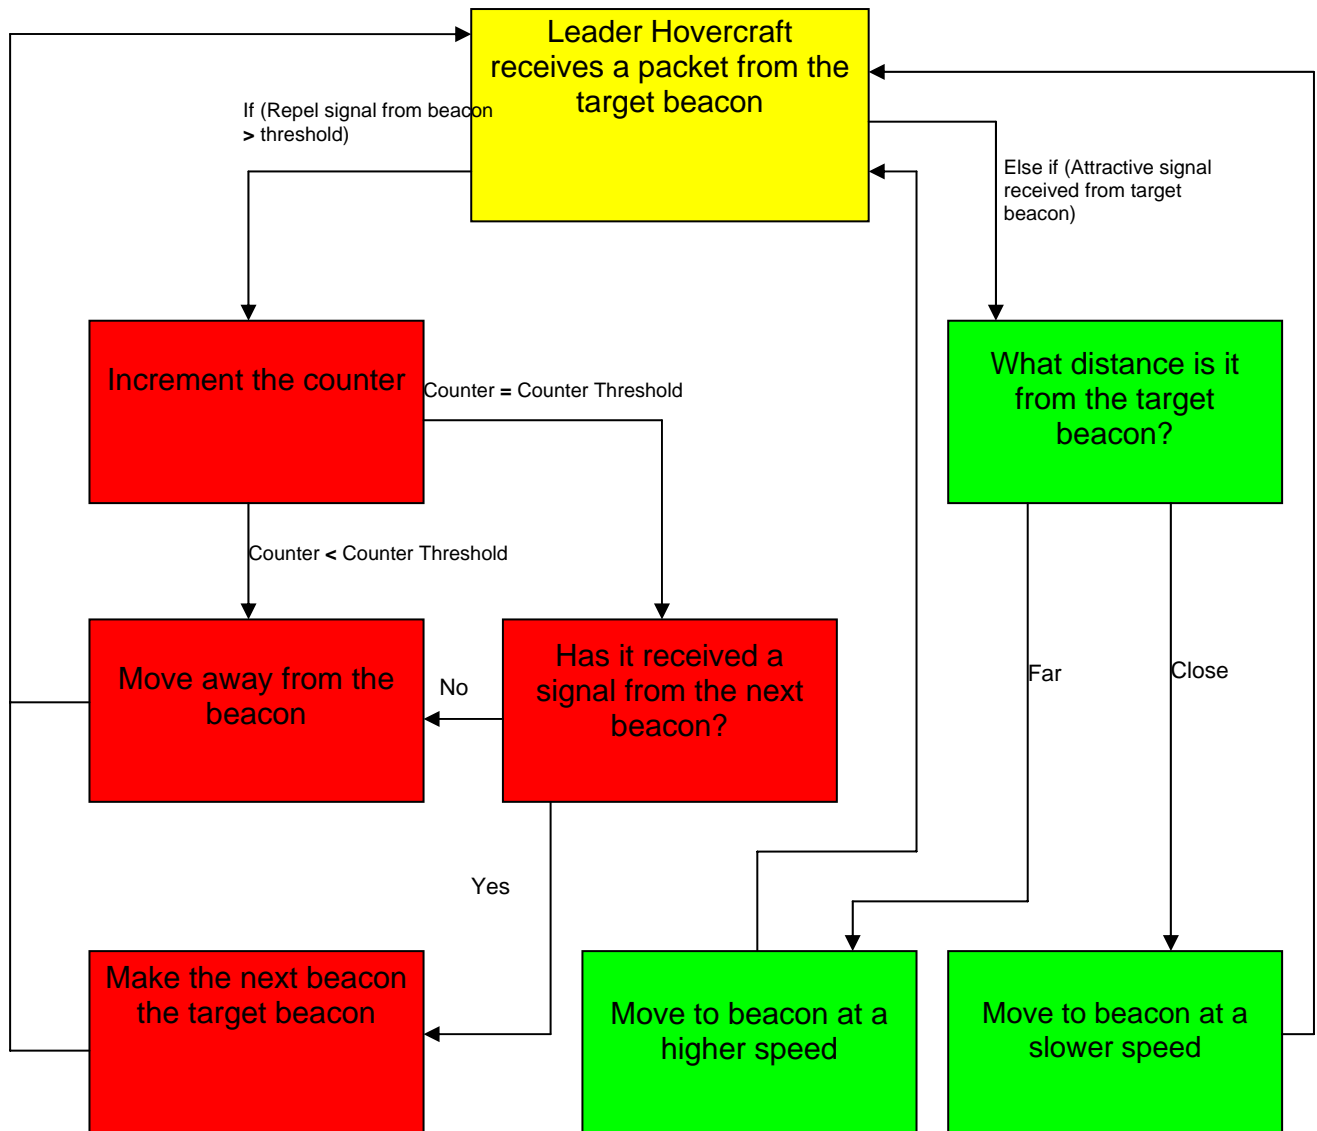 Leader Hovercraft
receives a packet from the
target beacon
If (Repel signal from beacon
> threshold)
Else if (Attractive signal
received from target
beacon)
Increment the counter
Counter = Counter Threshold
What distance is it
from the target
beacon?
Counter < Counter Threshold
Move away from the
beacon
No
Has it received a
signal from the next
beacon?
Far
Close
Yes
Make the next beacon
the target beacon
Move to beacon at a
higher speed
Move to beacon at a
slower speed